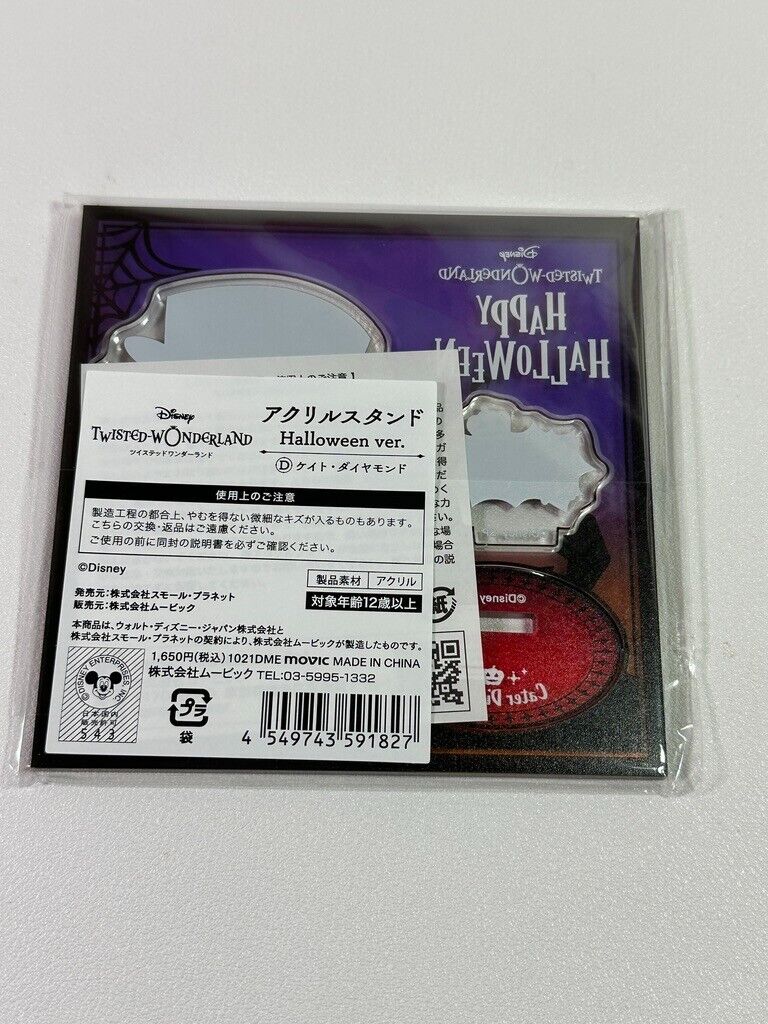 Disney
TWISTED-WONDERLAND
HAPPY
HALLOWEEN
Disney
TWISTED-WONDERLAND
ツイステッドワンダーランド
アクリルスタンド
Halloween ver.
Ⓓケイト・ダイヤモンド
使用上のご注意
製造工程の都合上、やむを得ない微細なキズが入るものもあります。
こちらの交換・返品はご遠慮ください。
ご使用の前に同封の説明書を必ずご確認ください。
©Disney
製品素材 アクリル
発売元：株式会社スモール・プラネット
販売元：株式会社ムービック
対象年齢12歳以上
本商品は、ウォルト・ディズニー・ジャパン株式会社と
株式会社スモール・プラネットの契約により、株式会社ムービックが製造したものです。
1,650円(税込) 1021DME movic MADE IN CHINA
株式会社ムービック TEL:03-5995-1332
©DISNEY ENTERPRISES, INC.
日本国内
販売許可
543
プラ
袋
4 549743 591827
©Disney
Cater Di